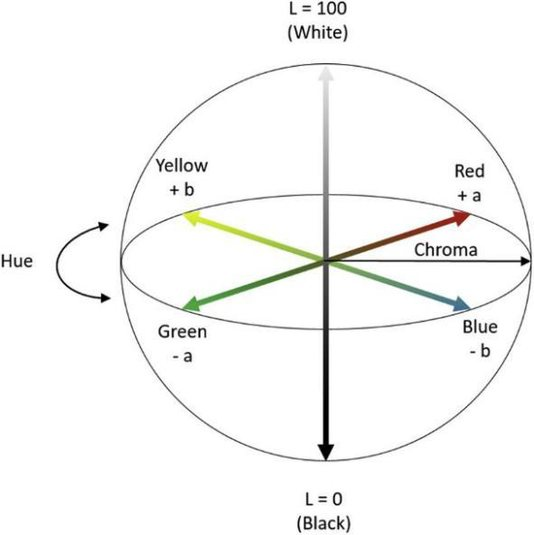 L = 100
(White)
Yellow
+ b
Red
+ a
Chroma
Hue
Green
- a
Blue
- b
L = 0
(Black)